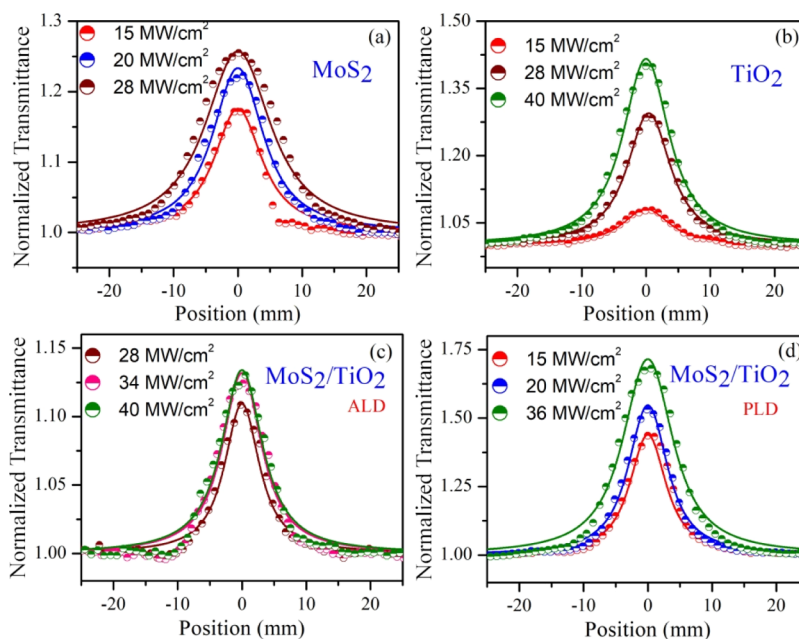 1.3
1.2
1.1
1.0
15 MW/cm²
20 MW/cm²
28 MW/cm²
(a)
MoS₂
Normalized Transmittance
-20 -10 0 10 20
Position (mm)
1.50
1.35
1.20
1.05
15 MW/cm²
28 MW/cm²
40 MW/cm²
(b)
TiO₂
Normalized Transmittance
-20 -10 0 10 20
Position (mm)
1.15
1.10
1.05
1.00
28 MW/cm²
34 MW/cm²
40 MW/cm²
(c)
MoS₂/TiO₂
ALD
Normalized Transmittance
-20 -10 0 10 20
Position (mm)
1.75
1.50
1.25
1.00
15 MW/cm²
20 MW/cm²
36 MW/cm²
(d)
MoS₂/TiO₂
PLD
Normalized Transmittance
-20 -10 0 10 20
Position (mm)